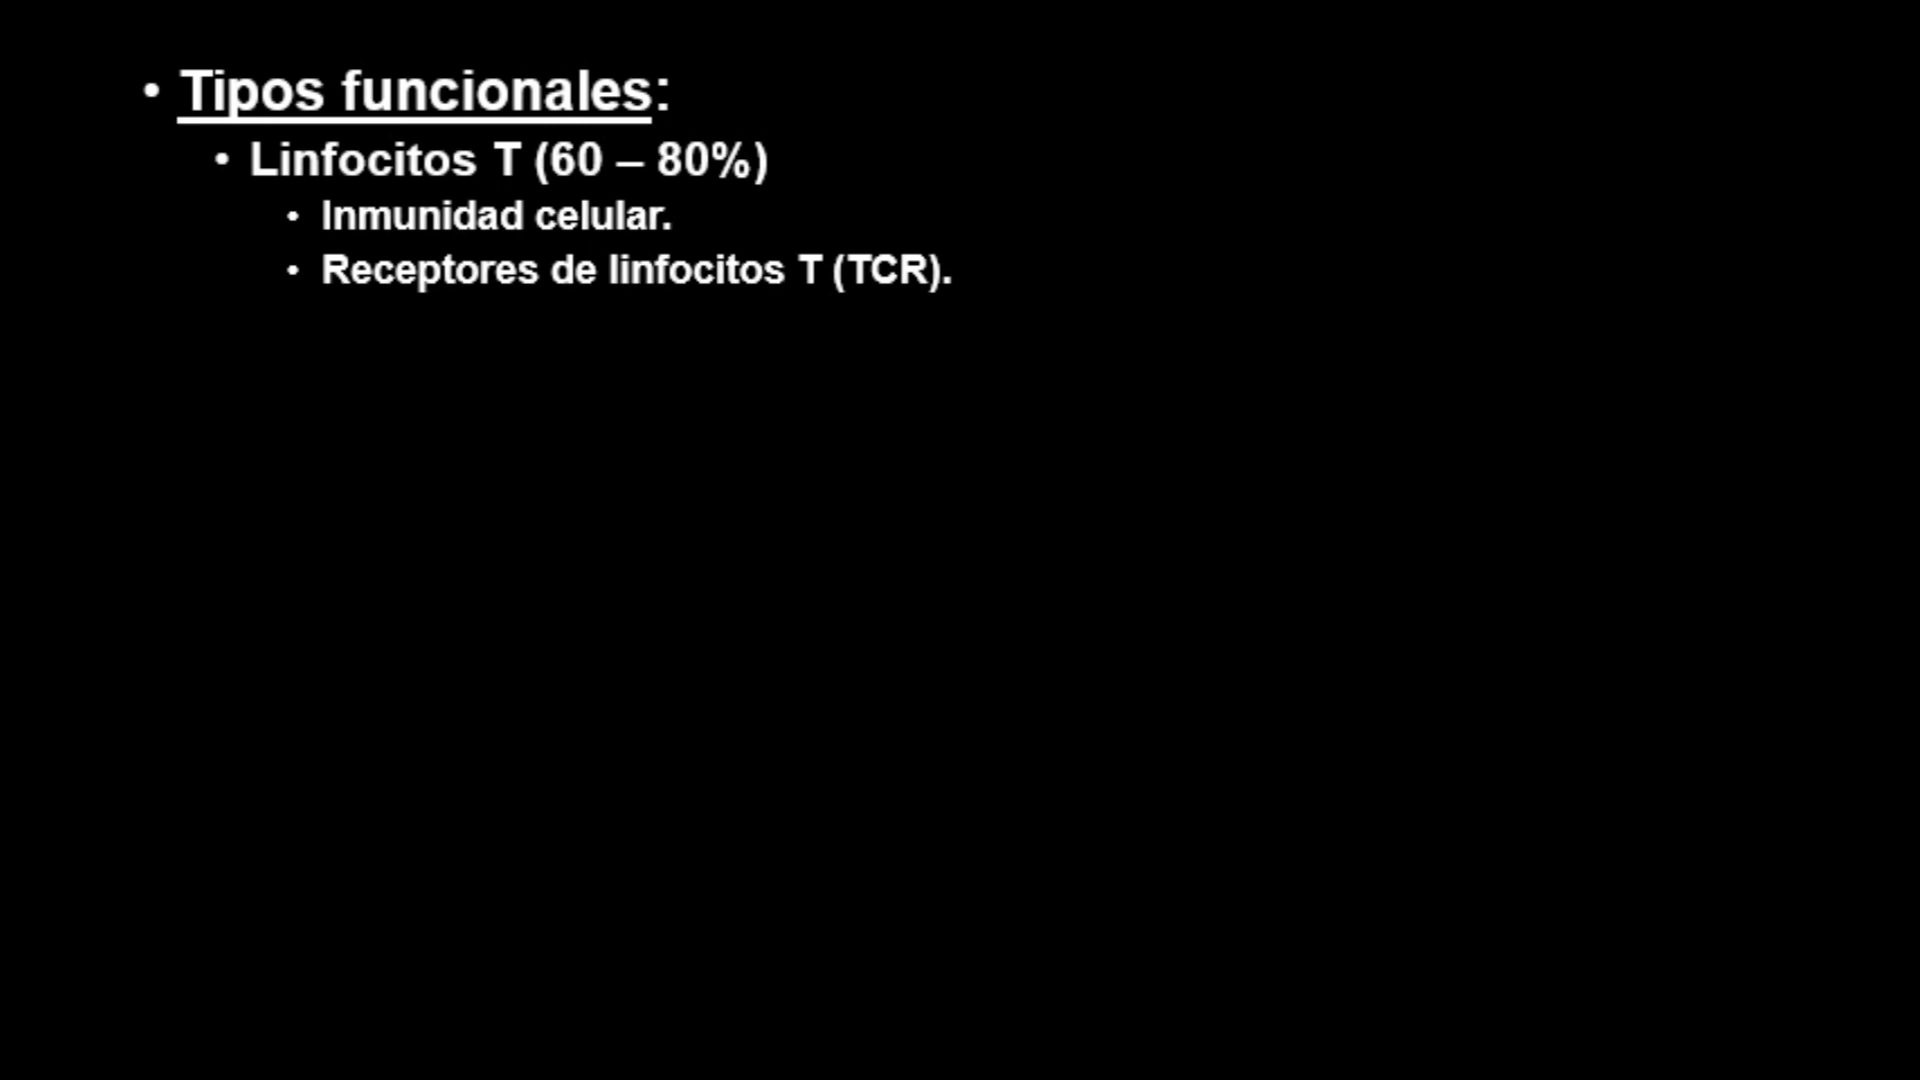 • Tipos funcionales:
• Linfocitos T (60 – 80%)
• Inmunidad celular.
• Receptores de linfocitos T (TCR).